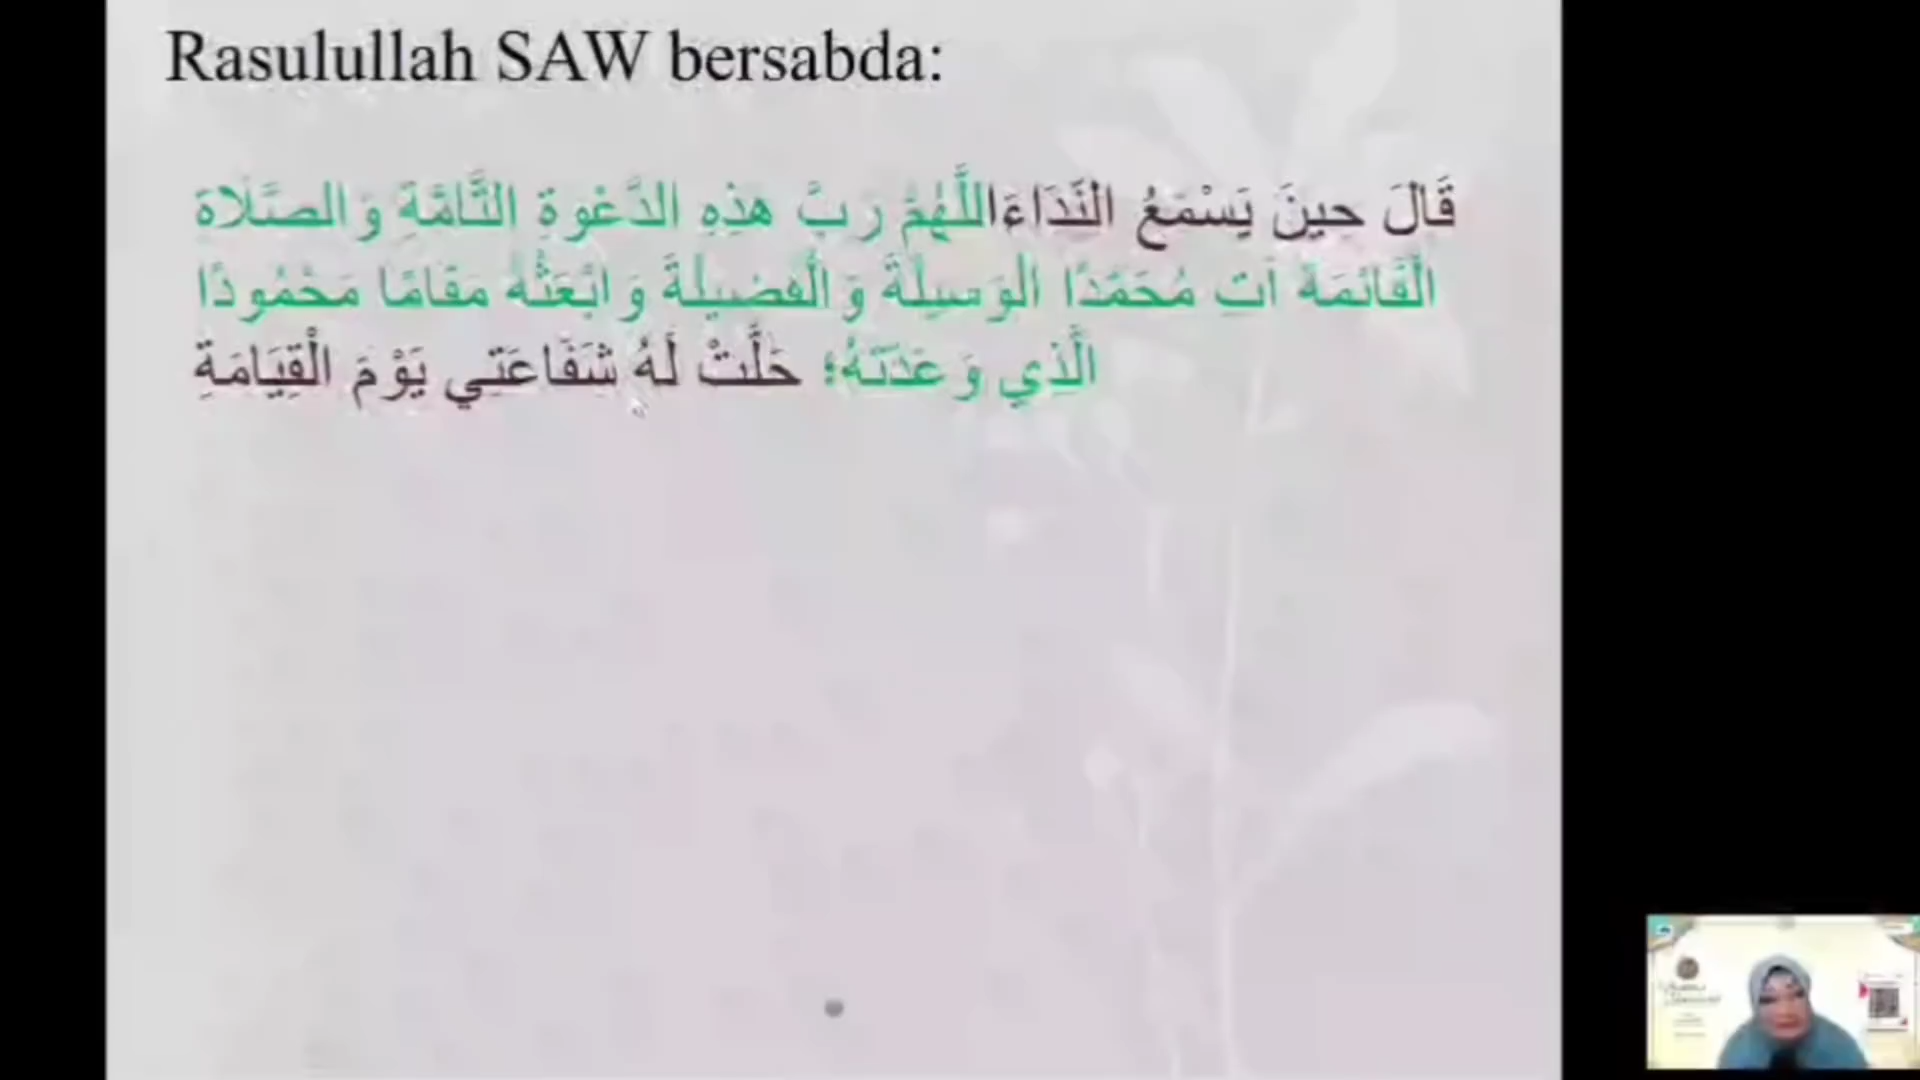 Rasulullah SAW bersabda:
قَالَ حِينَ يَسْمَعُ النِّدَاءَاللَّهُمَّ رَبَّ هَذِهِ الدَّعْوَةِ التَّامَّةِ وَالصَّلَاةِ
الْقَائِمَةِ آتِ مُحَمَّدًا الْوَسِيلَةَ وَالْفَضِيلَةَ وَابْعَثْهُ مَقَامًا مَحْمُودًا
الَّذِي وَعَدْتَهُ؛ حَلَّتْ لَهُ شَفَاعَتِي يَوْمَ الْقِيَامَةِ